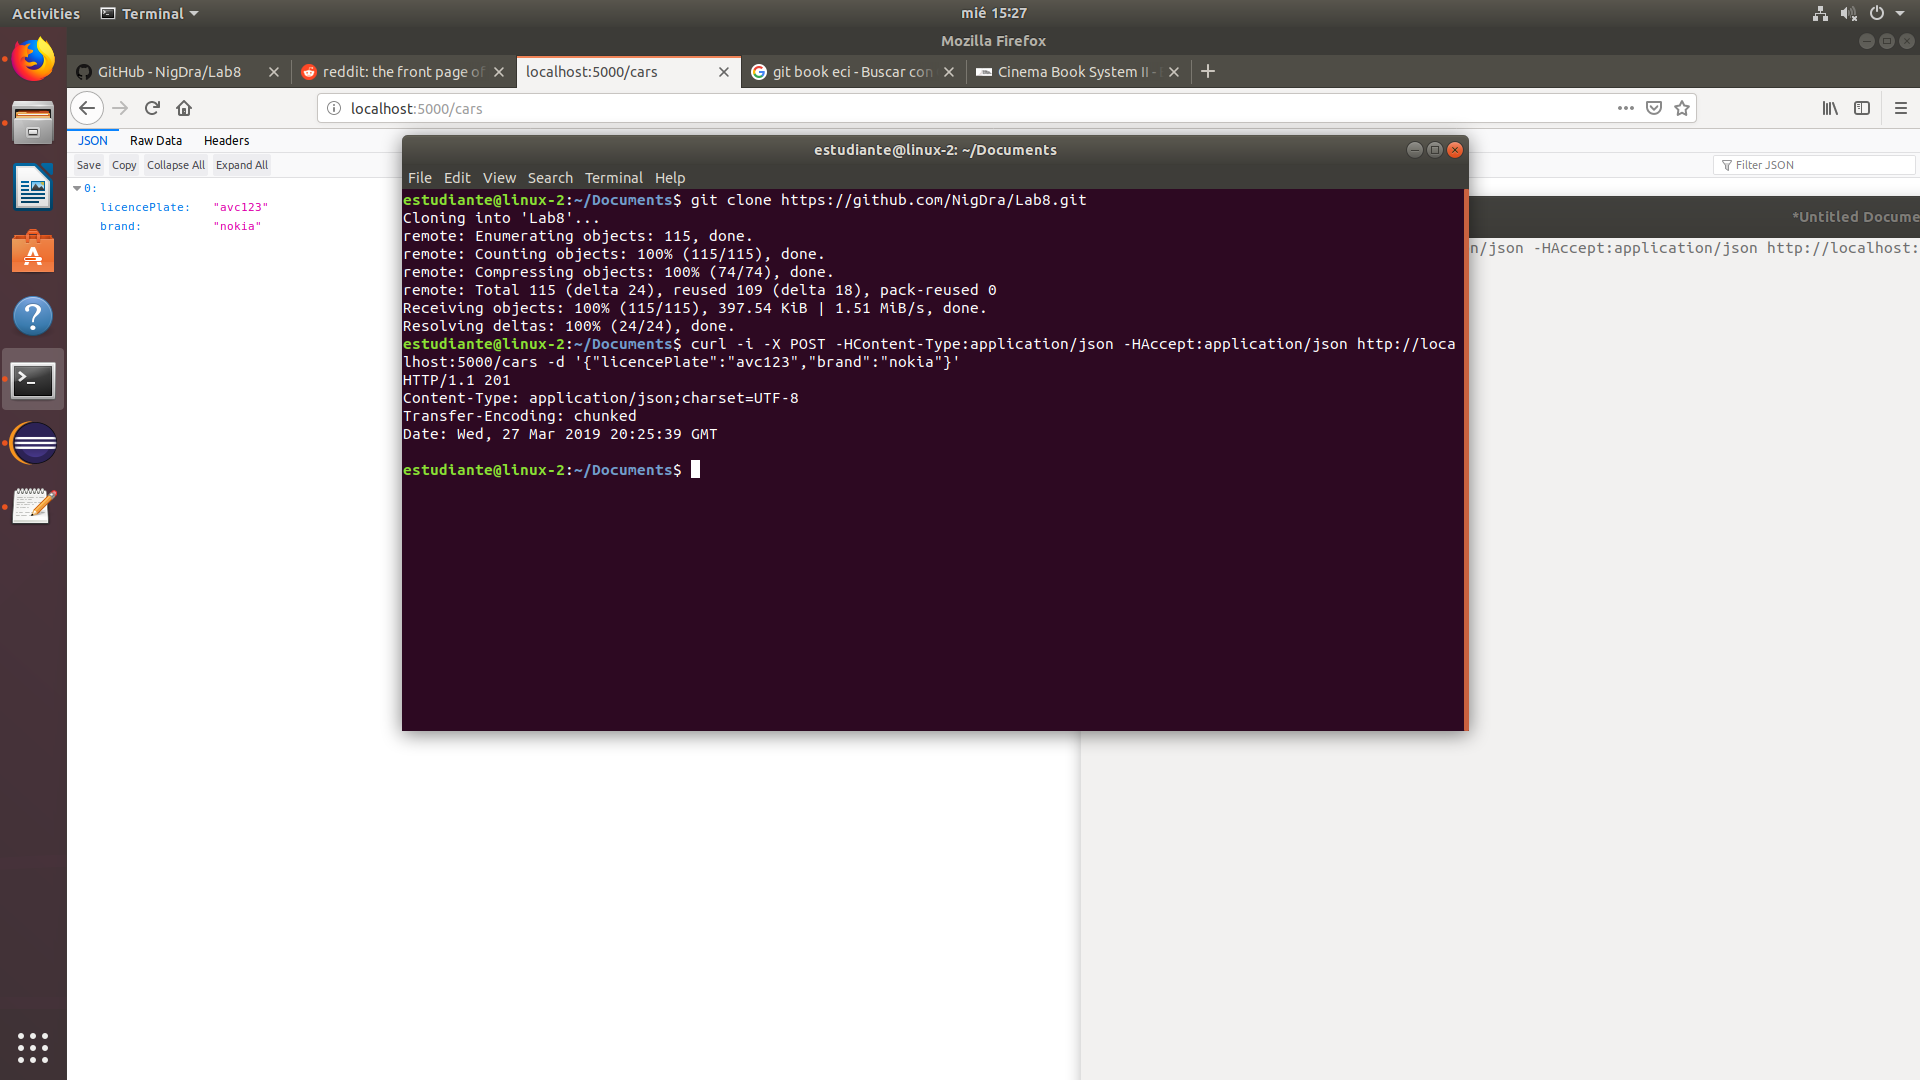 Activities
Terminal
mié 15:27
Mozilla Firefox
GitHub - NigDra/Lab8
reddit: the front page of
localhost:5000/cars
git book eci - Buscar con
Cinema Book System II -
localhost:5000/cars
JSON Raw Data Headers
Save Copy Collapse All Expand All
Filter JSON
0:
licencePlate: "avc123"
brand: "nokia"
estudiante@linux-2: ~/Documents
File Edit View Search Terminal Help
estudiante@linux-2:~/Documents$ git clone https://github.com/NigDra/Lab8.git
Cloning into 'Lab8'...
remote: Enumerating objects: 115, done.
remote: Counting objects: 100% (115/115), done.
remote: Compressing objects: 100% (74/74), done.
remote: Total 115 (delta 24), reused 109 (delta 18), pack-reused 0
Receiving objects: 100% (115/115), 397.54 KiB | 1.51 MiB/s, done.
Resolving deltas: 100% (24/24), done.
estudiante@linux-2:~/Documents$ curl -i -X POST -HContent-Type:application/json -HAccept:application/json http://loca
lhost:5000/cars -d '{"licencePlate":"avc123","brand":"nokia"}'
HTTP/1.1 201
Content-Type: application/json;charset=UTF-8
Transfer-Encoding: chunked
Date: Wed, 27 Mar 2019 20:25:39 GMT
estudiante@linux-2:~/Documents$
*Untitled Docume
n/json -HAccept:application/json http://localhost: